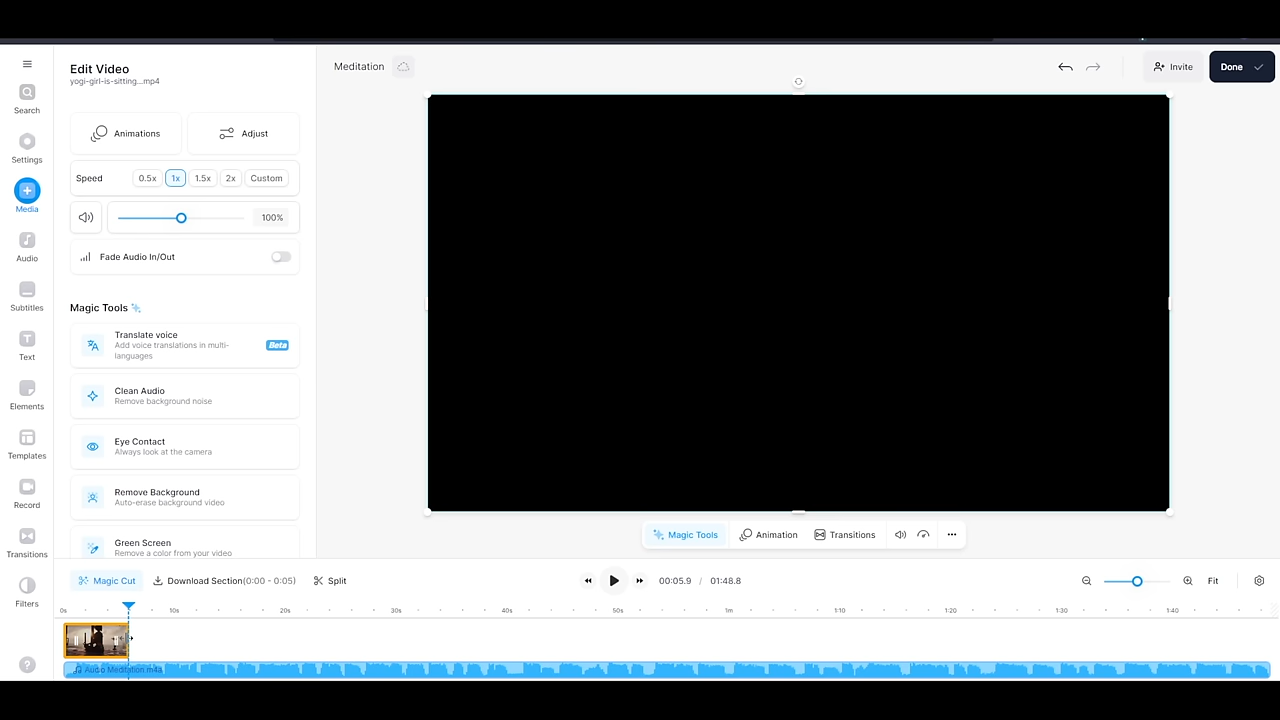 Edit Video
yogi-girl-is-sitting...mp4
Meditation
Invite
Done
Search
Settings
Media
Audio
Subtitles
Text
Elements
Templates
Record
Transitions
Filters
Animations
Adjust
Speed
0.5x
1x
1.5x
2x
Custom
100%
Fade Audio In/Out
Magic Tools
Translate voice
Add voice translations in multi-
languages
Beta
Clean Audio
Remove background noise
Eye Contact
Always look at the camera
Remove Background
Auto-erase background video
Green Screen
Remove a color from your video
Magic Tools
Animation
Transitions
Magic Cut
Download Section(0:00 - 0:05)
Split
00:05.9 / 01:48.8
Fit
0s 10s 20s 30s 40s 50s 1m 1:10 1:20 1:30 1:40
Audio Meditation.m4a